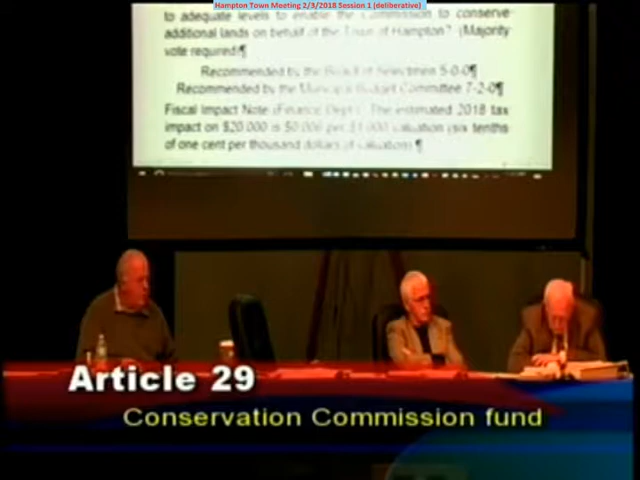 Hampton Town Meeting 2/3/2018 Session 1 (deliberative)
to adequate levels to enable the Commission to conserve
additional lands on behalf of the Town of Hampton? (Majority
vote required)¶
Recommended by the Board of Selectmen 5-0-0¶
Recommended by the Municipal Budget Committee 7-2-0¶
Fiscal Impact Note (Finance Dept.): The estimated 2018 tax
impact on $20,000 is $0.006 per $1,000 valuation (six tenths
of one cent per thousand dollars of valuation).¶
Article 29
Conservation Commission fund